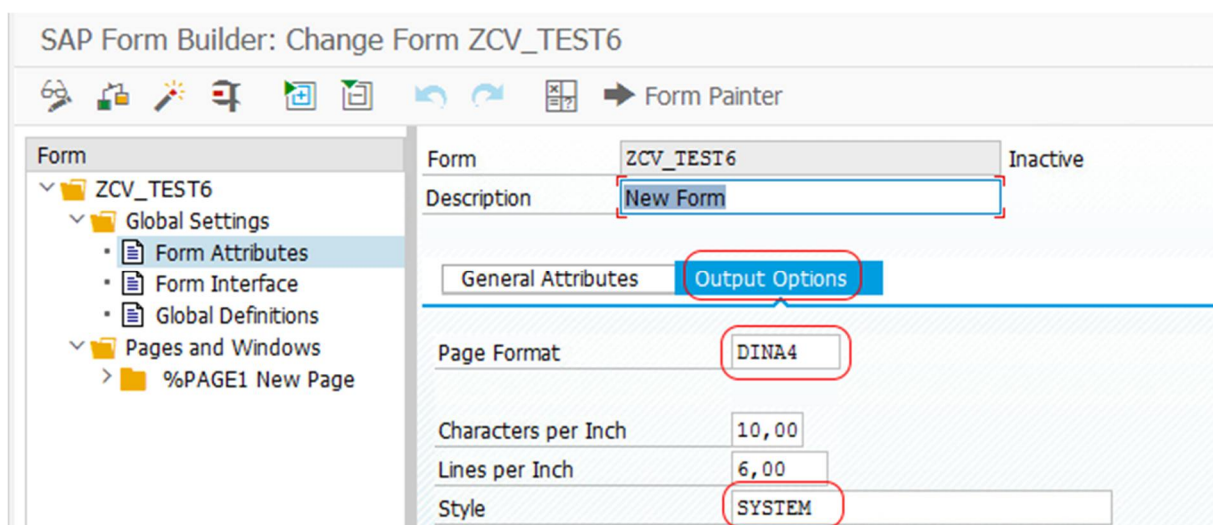 SAP Form Builder: Change Form ZCV_TEST6
Form Painter
Form
ZCV_TEST6
Global Settings
Form Attributes
Form Interface
Global Definitions
Pages and Windows
%PAGE1 New Page
Form ZCV_TEST6 Inactive
Description New Form
General Attributes Output Options
Page Format DINA4
Characters per Inch 10,00
Lines per Inch 6,00
Style SYSTEM